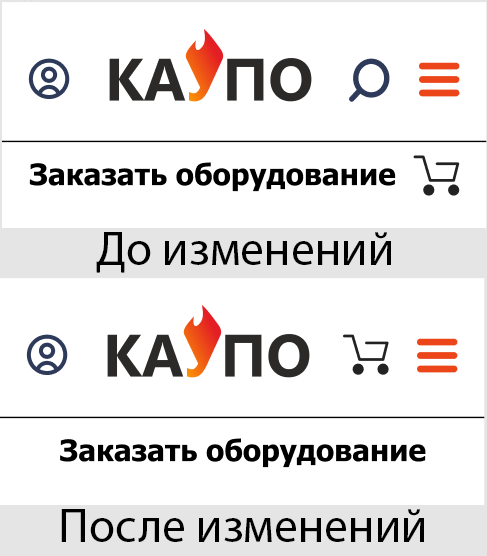 КАУПО
Заказать оборудование
До изменений
КАУПО
Заказать оборудование
После изменений